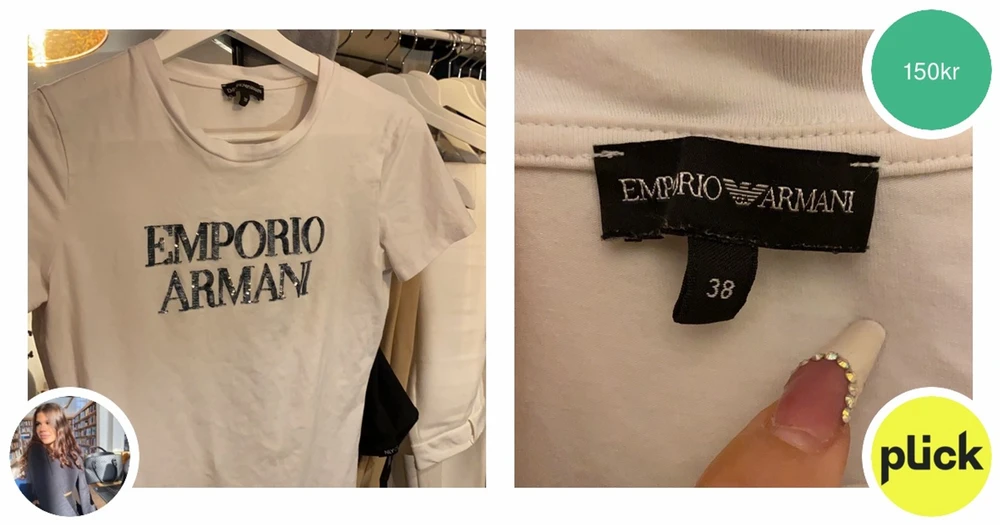 EMPORIO
ARMANI
EMPORIO ARMANI
38
150kr
plick